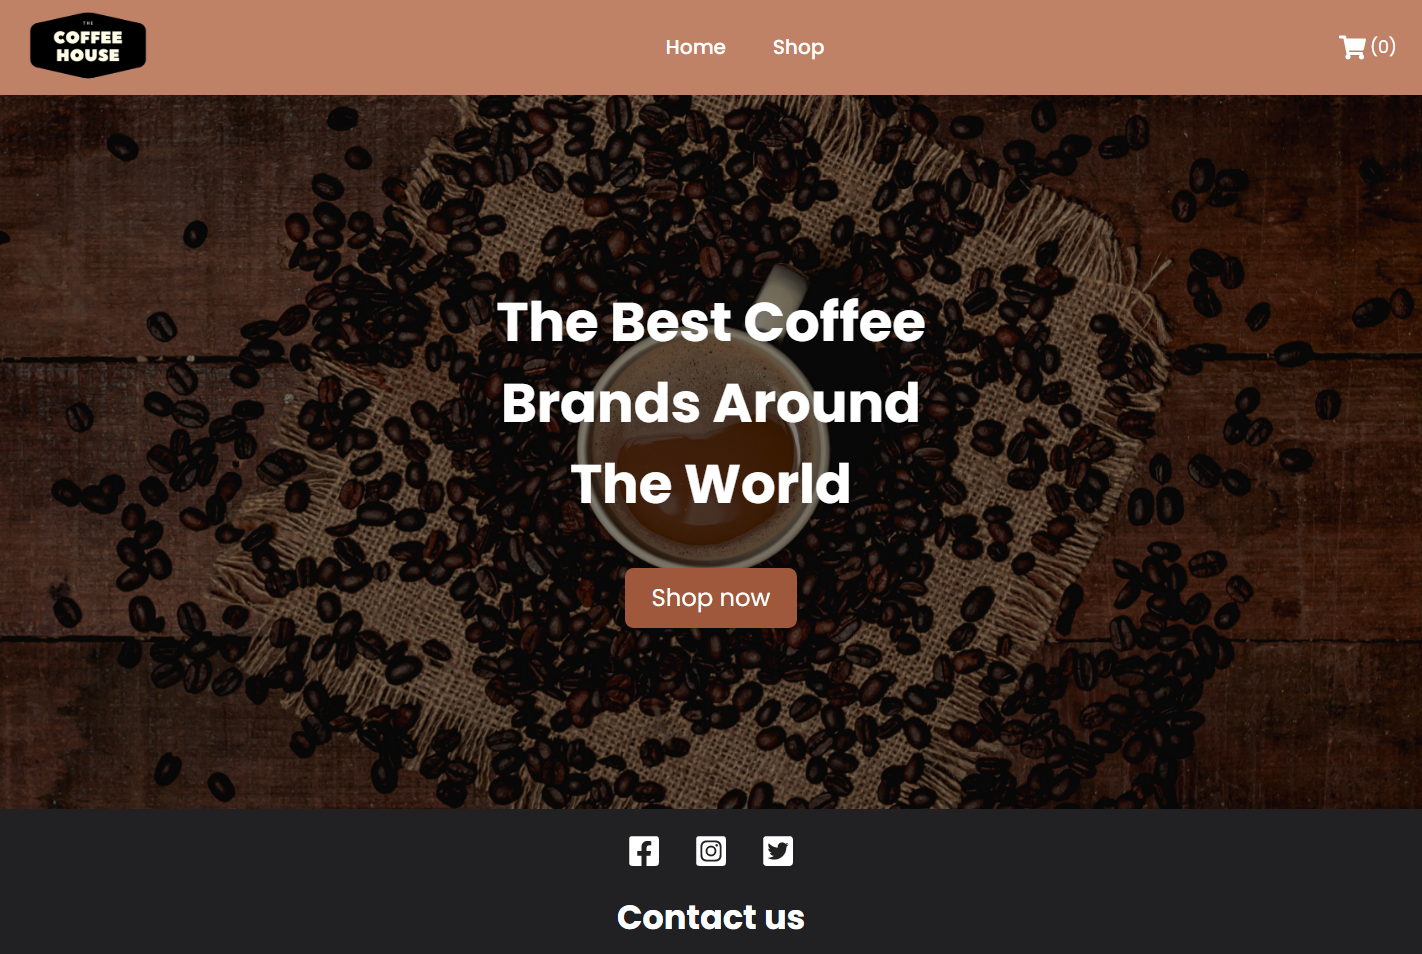 THE
COFFEE
HOUSE
Home Shop
(0)
The Best Coffee
Brands Around
The World
Shop now
Contact us